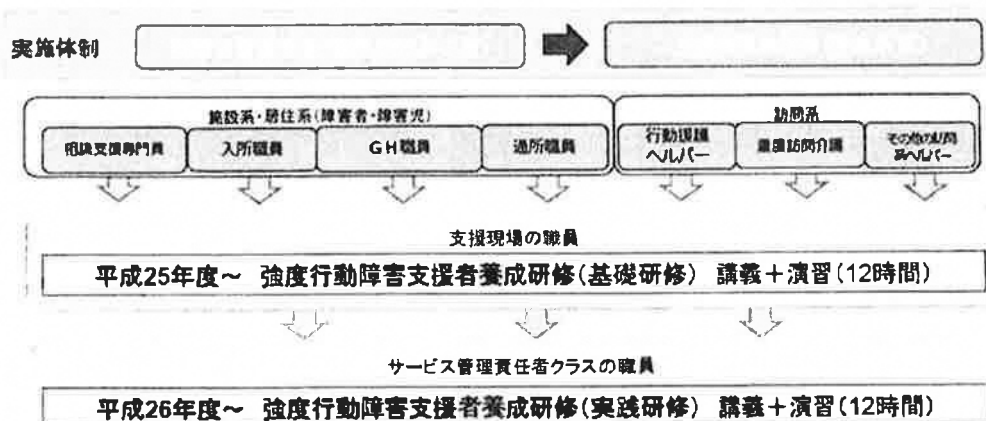 実施体制
施設系・居住系(障害者・障害児)
訪問系
相談支援専門員
入所職員
GH職員
通所職員
行動援護
ヘルパー
重度訪問介護
その他の訪問
系ヘルパー
支援現場の職員
平成25年度～ 強度行動障害支援者養成研修(基礎研修) 講義＋演習(12時間)
サービス管理責任者クラスの職員
平成26年度～ 強度行動障害支援者養成研修(実践研修) 講義＋演習(12時間)